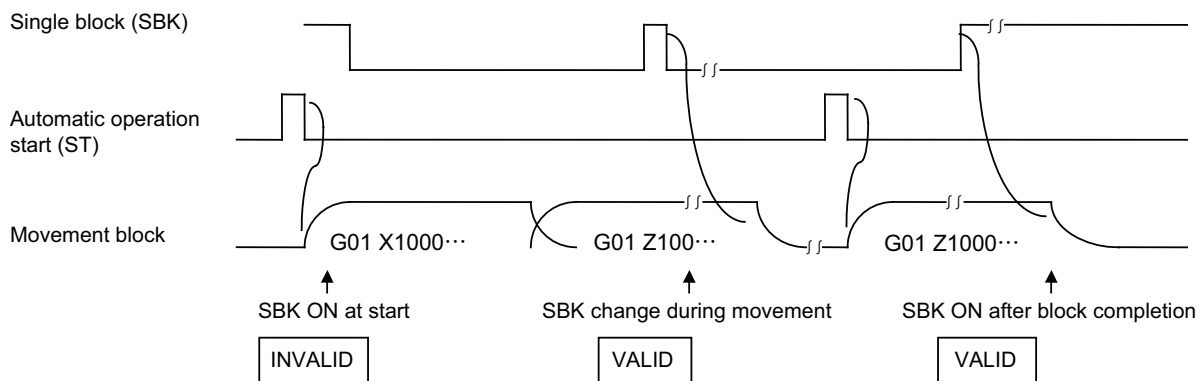 Single block (SBK)
Automatic operation
start (ST)
Movement block
G01 X1000⋯
G01 Z100⋯
G01 Z1000⋯
SBK ON at start
SBK change during movement
SBK ON after block completion
INVALID
VALID
VALID